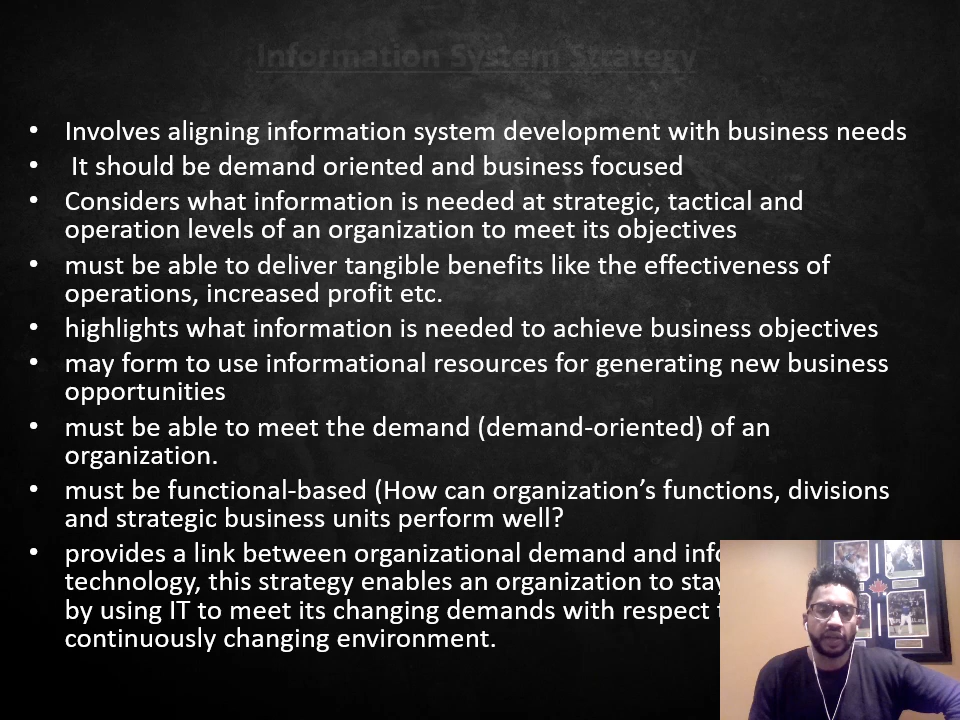 Information System Strategy
• Involves aligning information system development with business needs
• It should be demand oriented and business focused
• Considers what information is needed at strategic, tactical and
operation levels of an organization to meet its objectives
• must be able to deliver tangible benefits like the effectiveness of
operations, increased profit etc.
• highlights what information is needed to achieve business objectives
• may form to use informational resources for generating new business
opportunities
• must be able to meet the demand (demand-oriented) of an
organization.
• must be functional-based (How can organization’s functions, divisions
and strategic business units perform well?
• provides a link between organizational demand and
technology, this strategy enables an organization to stay
by using IT to meet its changing demands with respect
continuously changing environment.